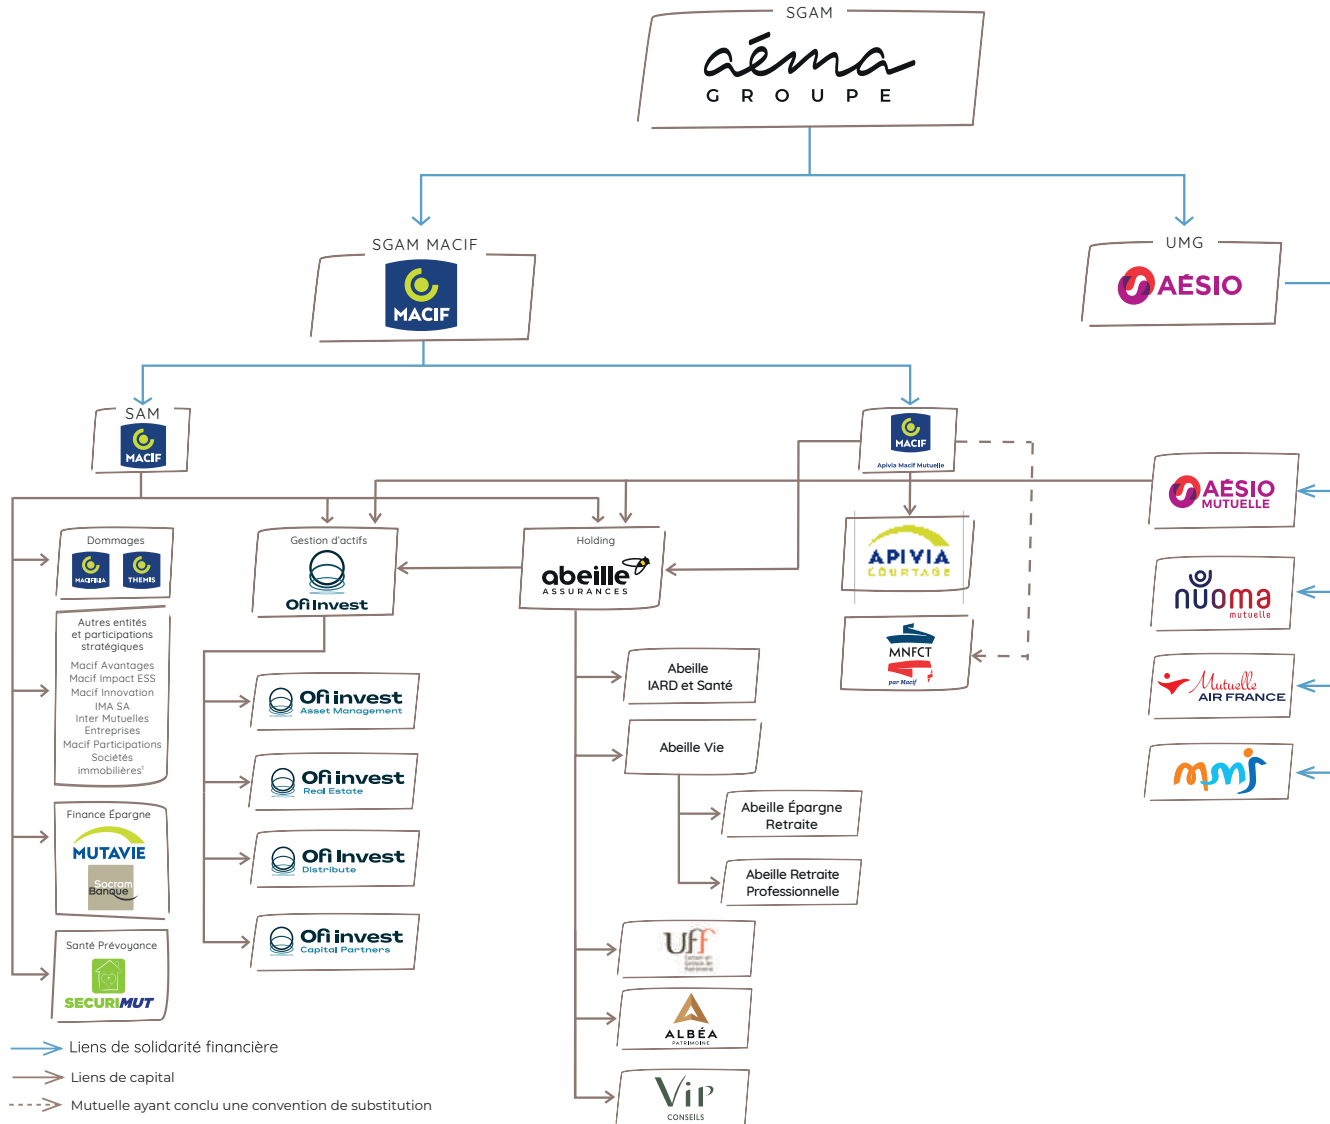 SGAM
aéma
GROUPE
SGAM MACIF
MACIF
UMG
AÉSIO
SAM
MACIF
MACIF
Apivia Macif Mutuelle
AÉSIO
MUTUELLE
Dommages
MACIFILIA
THEMIS
Gestion d'actifs
Ofi Invest
Holding
abeille
ASSURANCES
APIVIA
COURTAGE
nuoma
mutuelle
Autres entités
et participations
stratégiques
Macif Avantages
Macif Impact ESS
Macif Innovation
IMA SA
Inter Mutuelles
Entreprises
Macif Participations
Sociétés
immobilières¹
MNFCT
par Macif
Abeille
IARD et Santé
Mutuelle
AIR FRANCE
Ofi invest
Asset Management
Abeille Vie
mmj
Ofi invest
Real Estate
Abeille Épargne
Retraite
Finance Épargne
MUTAVIE
Socram
Banque
Ofi Invest
Distribute
Abeille Retraite
Professionnelle
Ofi invest
Capital Partners
Uff
Santé Prévoyance
SECURIMUT
ALBÉA
PATRIMOINE
Vip
CONSEILS
Liens de solidarité financière
Liens de capital
Mutuelle ayant conclu une convention de substitution